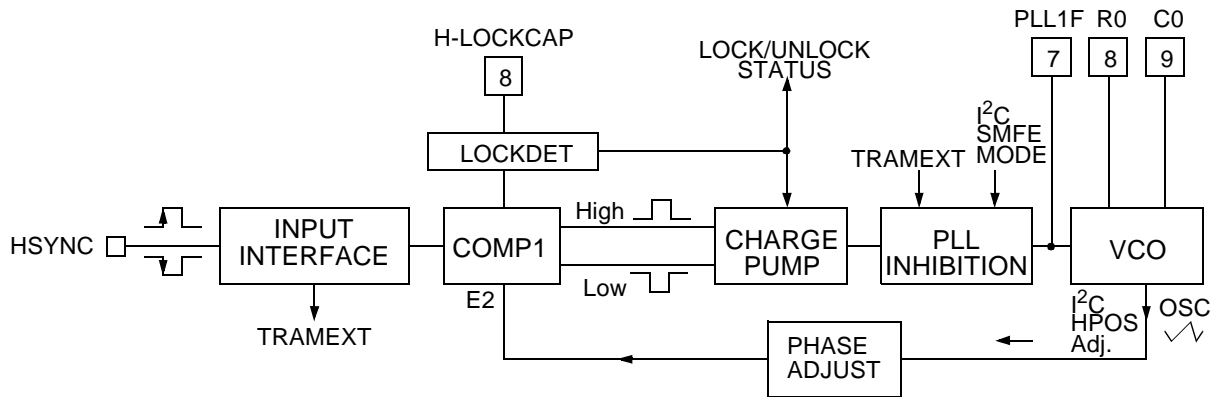 PLL1F R0 C0
H-LOCKCAP
LOCK/UNLOCK
STATUS
7 8 9
8
I²C
SMFE
MODE
LOCKDET
TRAMEXT
High
HSYNC
INPUT
INTERFACE
COMP1
CHARGE
PUMP
PLL
INHIBITION
VCO
Low
E2
TRAMEXT
I²C
HPOS
Adj.
OSC
PHASE
ADJUST